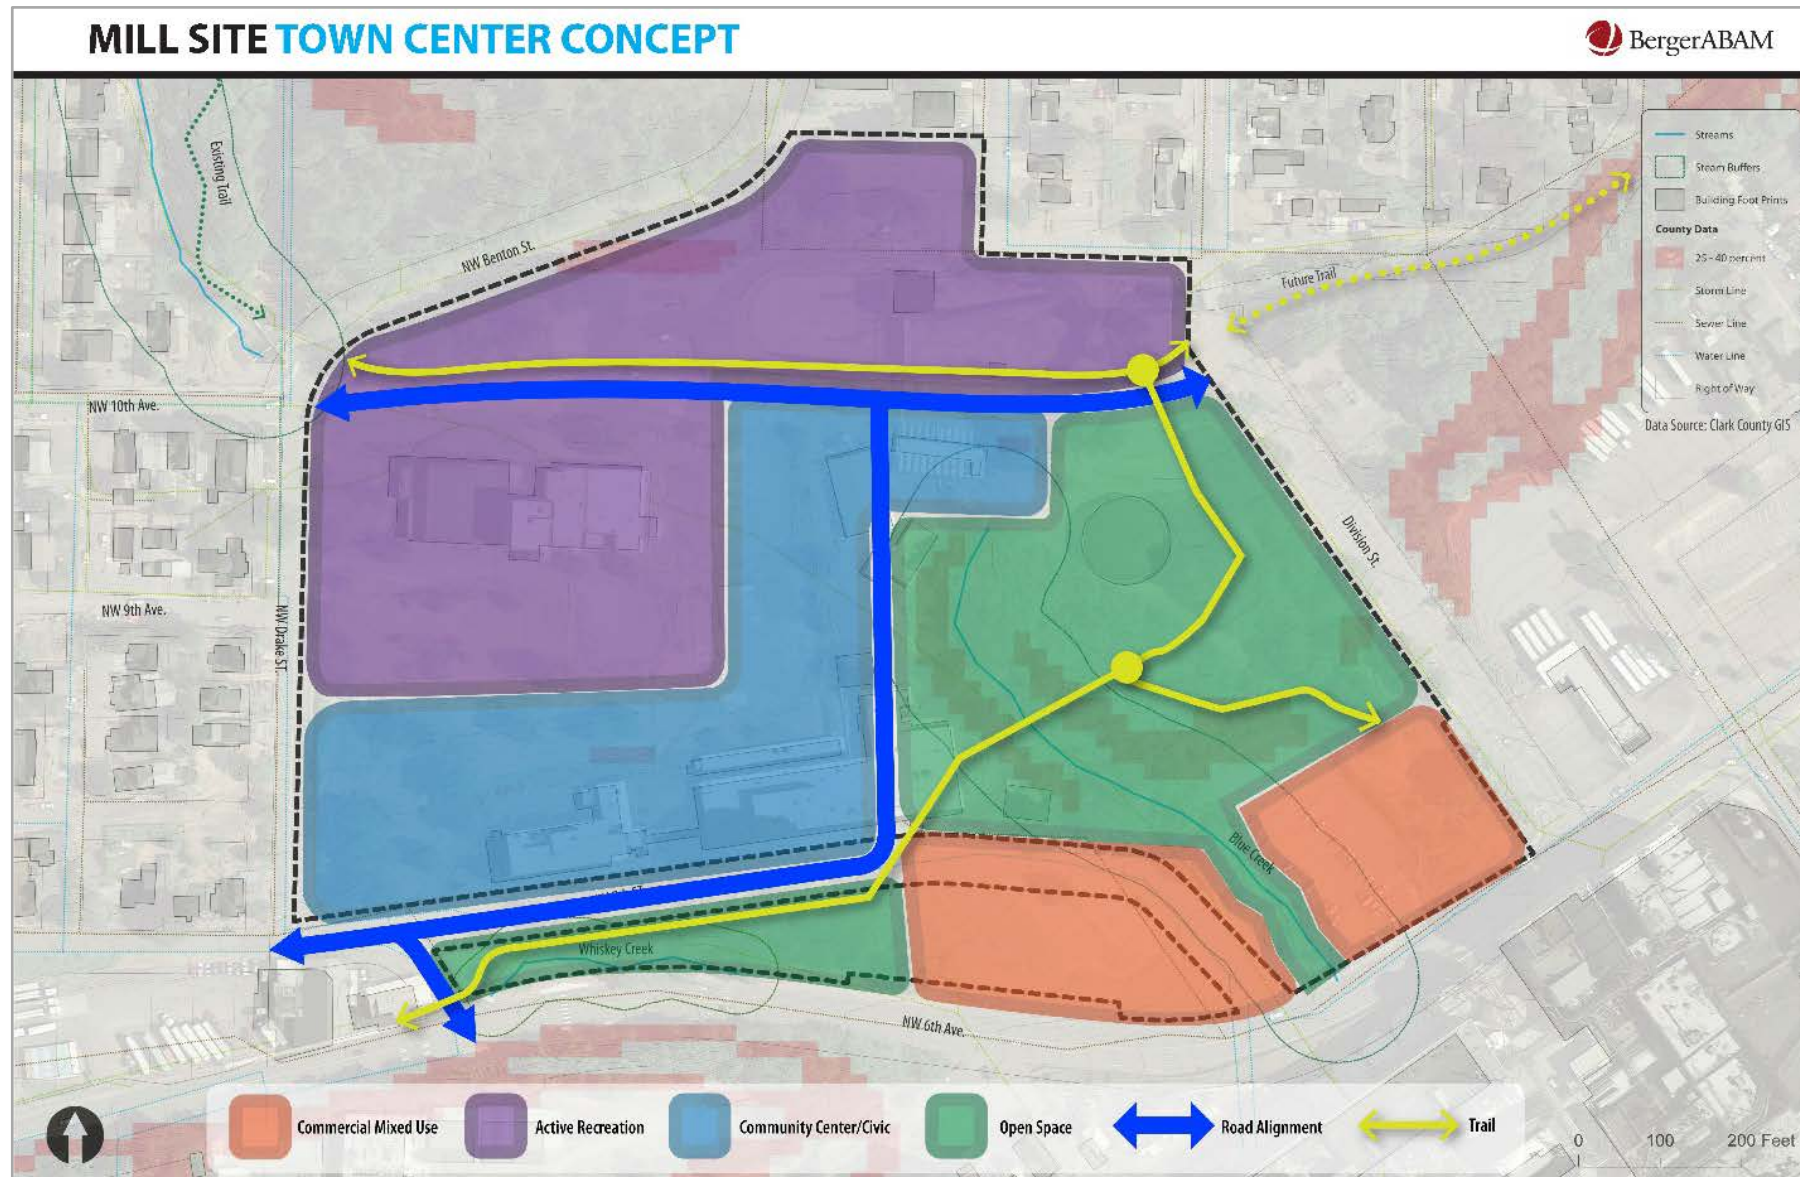 MILL SITE TOWN CENTER CONCEPT
BergerABAM
Existing Trail
NW Benton St.
Future Trail
Streams
Steam Buffers
Building Foot Prints
County Data
25 - 40 percent
Storm Line
Sewer Line
Water Line
Right of Way
Data Source: Clark County GIS
NW 10th Ave.
NW 9th Ave.
NW Drake ST.
Division St.
Blue Creek
Whiskey Creek
NW 6th Ave.
Commercial Mixed Use
Active Recreation
Community Center/Civic
Open Space
Road Alignment
Trail
0 100 200 Feet